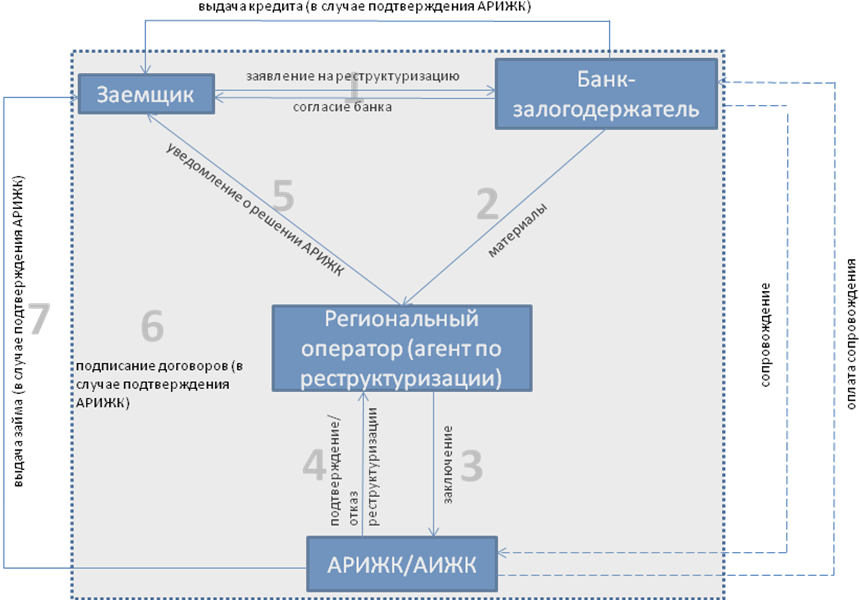 выдача кредита (в случае подтверждения АРИЖК)
Заемщик
заявление на реструктуризацию
1
согласие банка
Банк-
залогодержатель
уведомление о решении АРИЖК
5
2
материалы
7
выдача займа (в случае подтверждения АРИЖК)
6
подписание договоров (в
случае подтверждения
АРИЖК)
Региональный
оператор (агент по
реструктуризации)
сопровождение
оплата сопровождения
4
подтверждение/
отказ
реструктуризации
заключение
3
АРИЖК/АИЖК